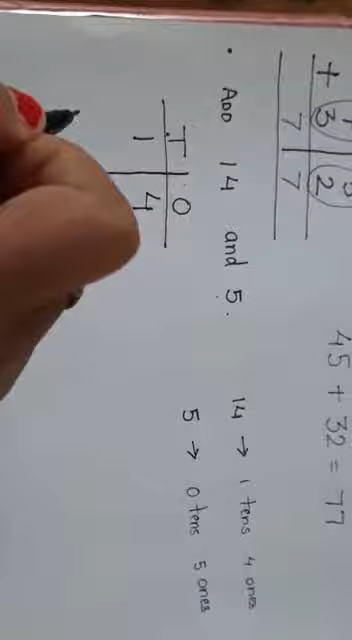 + 3 2
7 7
45 + 32 = 77
• ADD 14 and 5.
T O
1 4
14 → 1 tens 4 ones
5 → 0 tens 5 ones